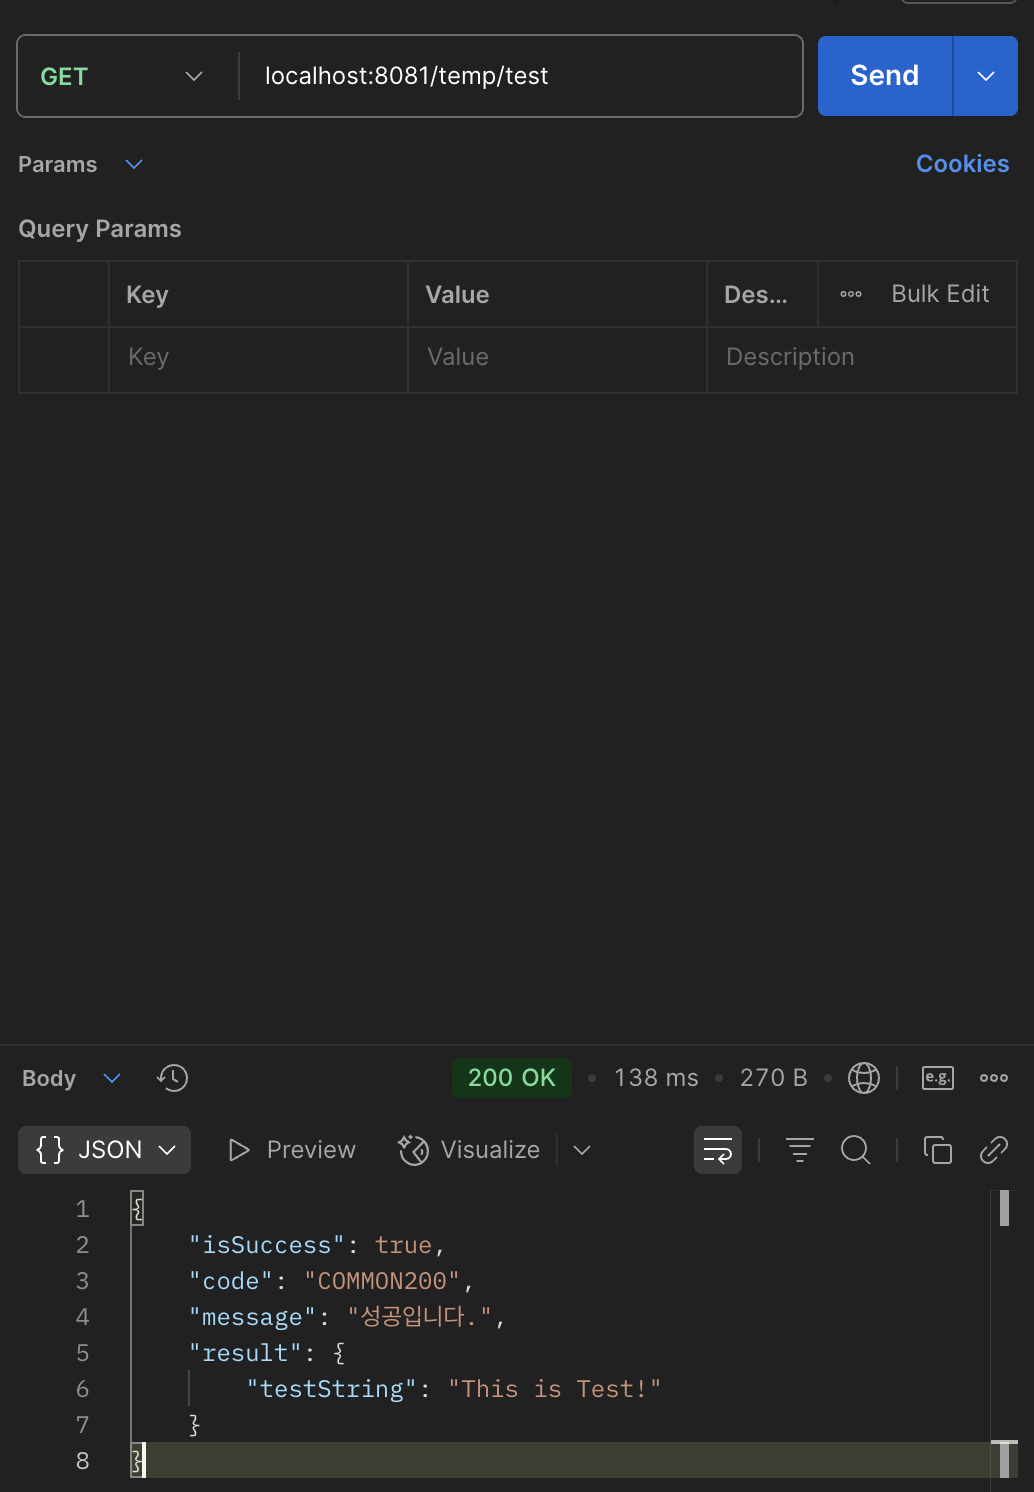 GET localhost:8081/temp/test Send
Params Cookies
Query Params
Key Value Des... Bulk Edit
Key Value Description
Body 200 OK 138 ms 270 B e.g.
{} JSON Preview Visualize
1 {
2 "isSuccess": true,
3 "code": "COMMON200",
4 "message": "성공입니다.",
5 "result": {
6 "testString": "This is Test!"
7 }
8 }